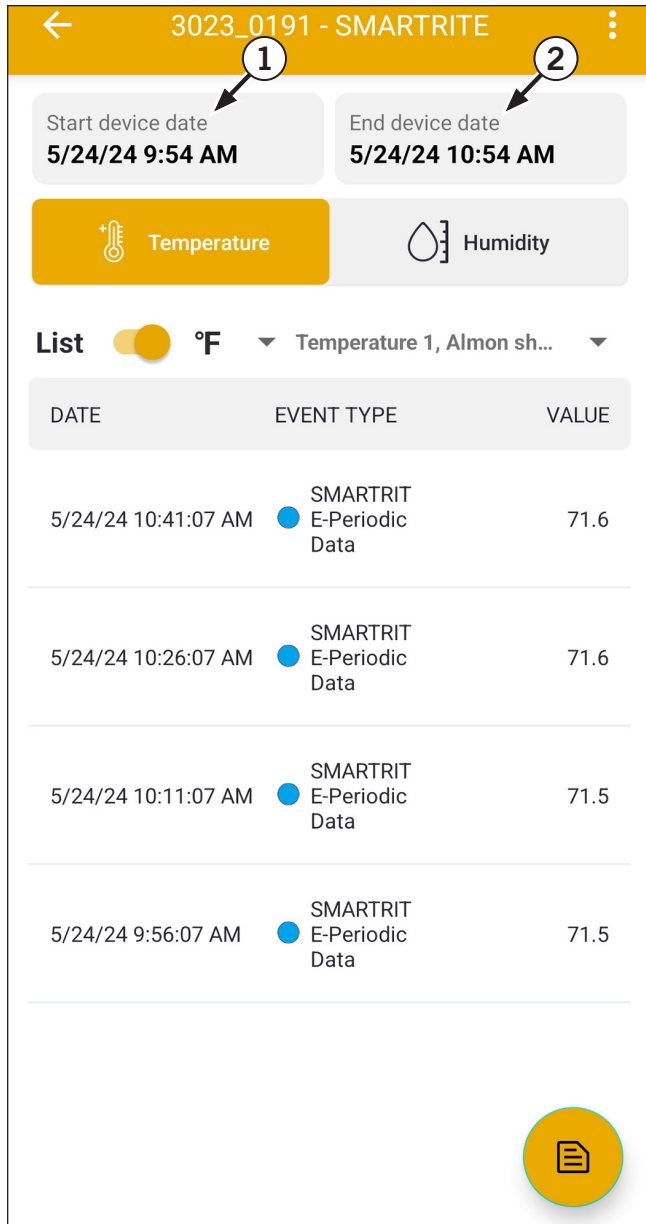 3023_0191 - SMARTRITE
1
2
Start device date
5/24/24 9:54 AM
End device date
5/24/24 10:54 AM
Temperature
Humidity
List °F Temperature 1, Almon sh...
DATE EVENT TYPE VALUE
SMARTRIT
5/24/24 10:41:07 AM E-Periodic 71.6
Data
SMARTRIT
5/24/24 10:26:07 AM E-Periodic 71.6
Data
SMARTRIT
5/24/24 10:11:07 AM E-Periodic 71.5
Data
SMARTRIT
5/24/24 9:56:07 AM E-Periodic 71.5
Data